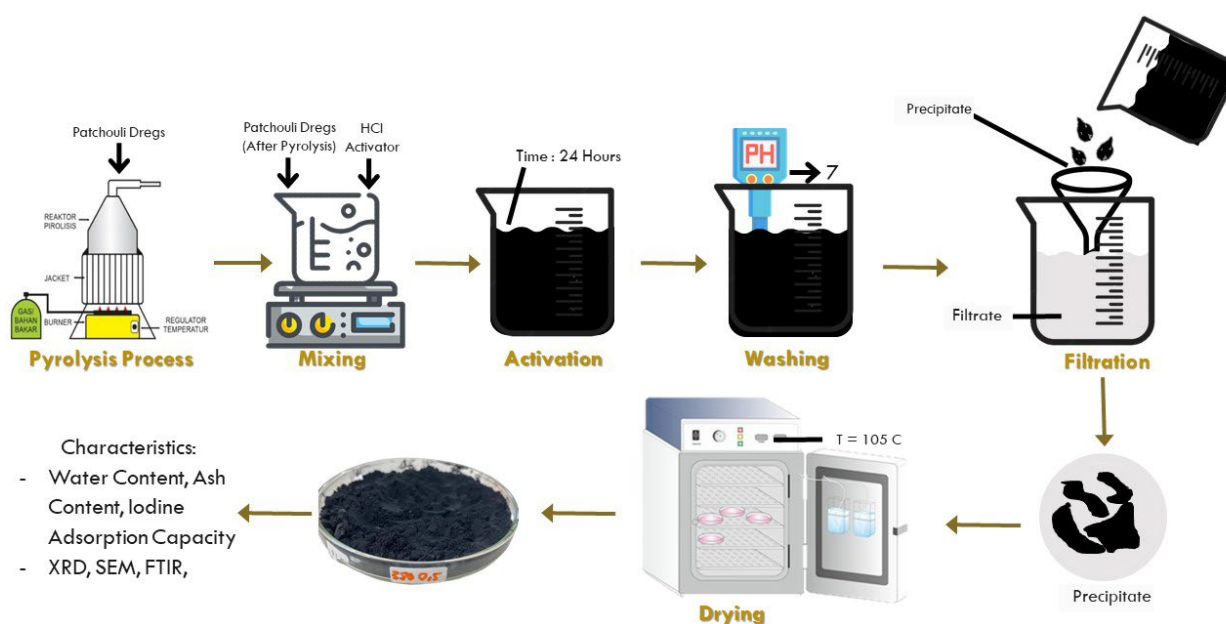 Patchouli Dregs
REAKTOR
PIROLISIS
JACKET
GAS/
BAHAN
BAKAR
BURNER
REGULATOR
TEMPERATUR
Pyrolysis Process
Patchouli Dregs
(After Pyrolysis)
HCl
Activator
Mixing
Time : 24 Hours
Activation
PH
7
Washing
Precipitate
Filtrate
Filtration
Characteristics:
- Water Content, Ash
Content, Iodine
Adsorption Capacity
- XRD, SEM, FTIR,
T = 105 C
Drying
Precipitate